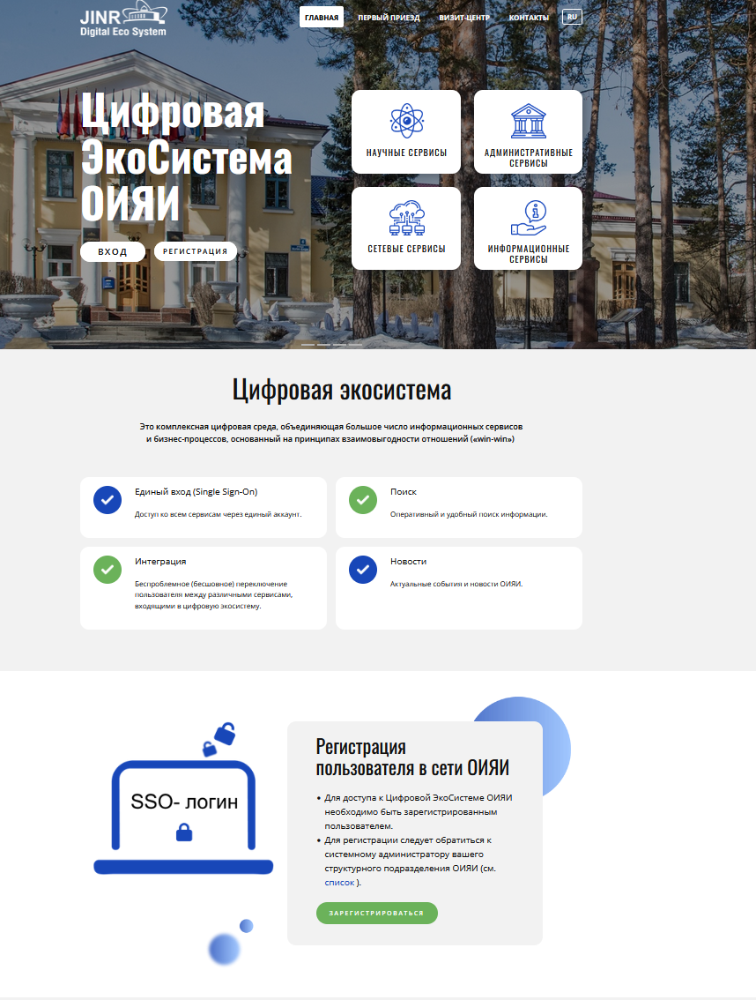 JINR
Digital Eco System
ГЛАВНАЯ
ПЕРВЫЙ ПРИЕЗД
ВИЗИТ-ЦЕНТР
КОНТАКТЫ
RU
Цифровая
ЭкоСистема
ОИЯИ
ВХОД
РЕГИСТРАЦИЯ
НАУЧНЫЕ СЕРВИСЫ
АДМИНИСТРАТИВНЫЕ
СЕРВИСЫ
СЕТЕВЫЕ СЕРВИСЫ
ИНФОРМАЦИОННЫЕ
СЕРВИСЫ
Цифровая экосистема
Это комплексная цифровая среда, объединяющая большое число информационных сервисов
и бизнес-процессов, основанный на принципах взаимовыгодности отношений («win-win»)
Единый вход (Single Sign-On)
Доступ ко всем сервисам через единый аккаунт.
Поиск
Оперативный и удобный поиск информации.
Интеграция
Беспроблемное (бесшовное) переключение
пользователя между различными сервисами,
входящими в цифровую экосистему.
Новости
Актуальные события и новости ОИЯИ.
SSO- логин
Регистрация
пользователя в сети ОИЯИ
• Для доступа к Цифровой ЭкоСистеме ОИЯИ
необходимо быть зарегистрированным
пользователем.
• Для регистрации следует обратиться к
системному администратору вашего
структурного подразделения ОИЯИ (см.
список ).
ЗАРЕГИСТРИРОВАТЬСЯ